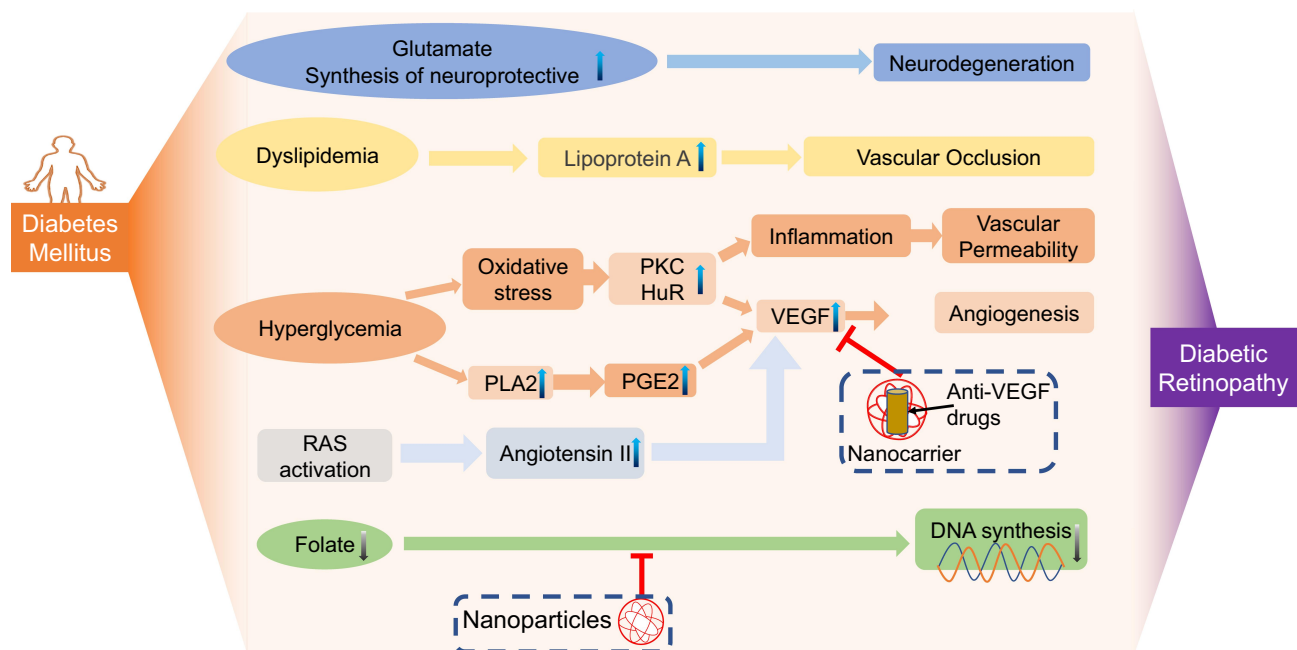 Glutamate
Synthesis of neuroprotective
Neurodegeneration
Dyslipidemia
Lipoprotein A
Vascular Occlusion
Diabetes
Mellitus
Inflammation
Vascular
Permeability
Oxidative
stress
PKC
HuR
Hyperglycemia
VEGF
Angiogenesis
PLA2
PGE2
Diabetic
Retinopathy
Anti-VEGF
drugs
Nanocarrier
RAS
activation
Angiotensin II
Folate
DNA synthesis
Nanoparticles